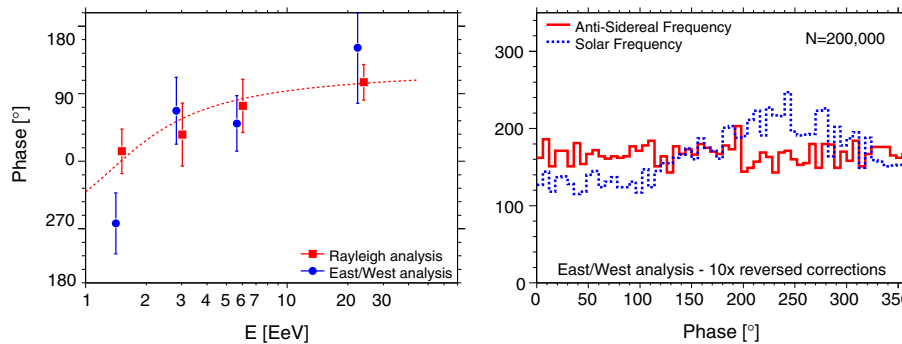 180
90
0
270
180
Phase [°]
Rayleigh analysis
East/West analysis
1 2 3 4 5 6 7 10 20 30
E [EeV]
Anti-Sidereal Frequency
Solar Frequency
N=200,000
300
200
100
0
East/West analysis - 10x reversed corrections
0 50 100 150 200 250 300 35
Phase [°]